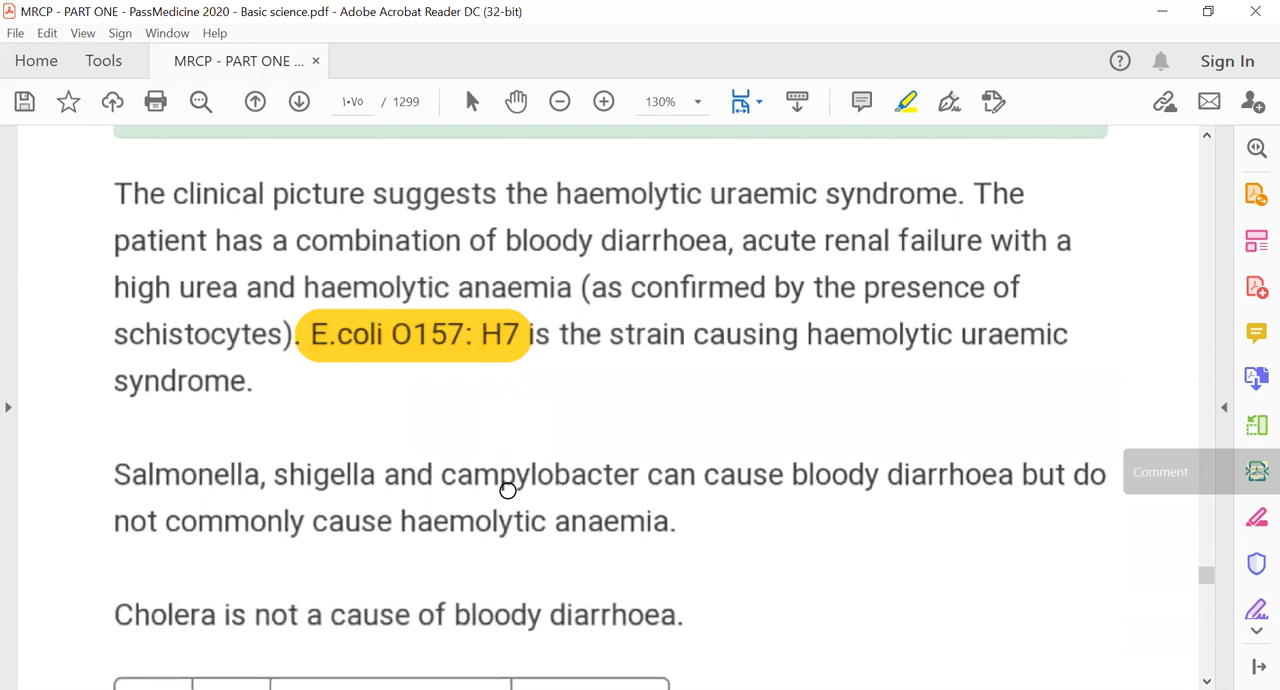 MRCP - PART ONE - PassMedicine 2020 - Basic science.pdf - Adobe Acrobat Reader DC (32-bit)
File Edit View Sign Window Help
Home Tools MRCP - PART ONE ... × Sign In
١٠٧٥ / 1299 130%
The clinical picture suggests the haemolytic uraemic syndrome. The
patient has a combination of bloody diarrhoea, acute renal failure with a
high urea and haemolytic anaemia (as confirmed by the presence of
schistocytes). E.coli O157: H7 is the strain causing haemolytic uraemic
syndrome.
Comment
Salmonella, shigella and campylobacter can cause bloody diarrhoea but do
not commonly cause haemolytic anaemia.
Cholera is not a cause of bloody diarrhoea.